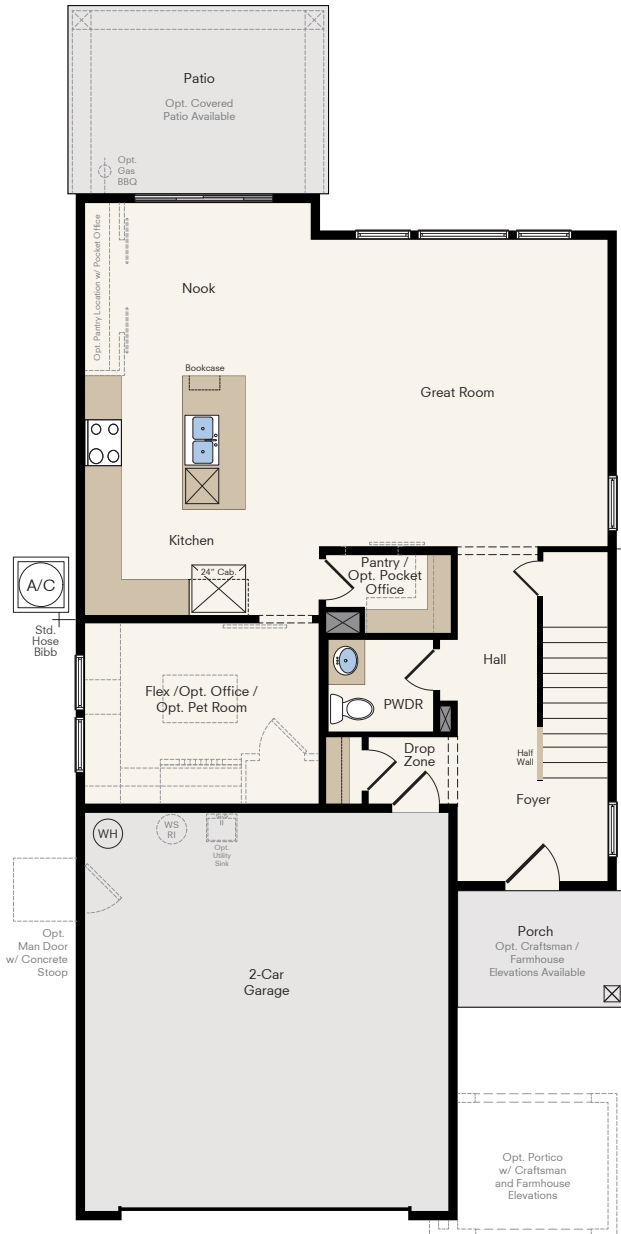 Patio
Opt. Covered
Patio Available
Opt.
Gas
BBQ
Opt. Pantry Location w/ Pocket Office
Nook
Bookcase
Great Room
Kitchen
24" Cab.
Pantry /
Opt. Pocket
Office
A/C
Std.
Hose
Bibb
Flex /Opt. Office /
Opt. Pet Room
PWDR
Hall
Drop
Zone
Half
Wall
Foyer
WH
WS
RI
Opt.
Utility
Sink
Opt.
Man Door
w/ Concrete
Stoop
2-Car
Garage
Porch
Opt. Craftsman /
Farmhouse
Elevations Available
Opt. Portico
w/ Craftsman
and Farmhouse
Elevations